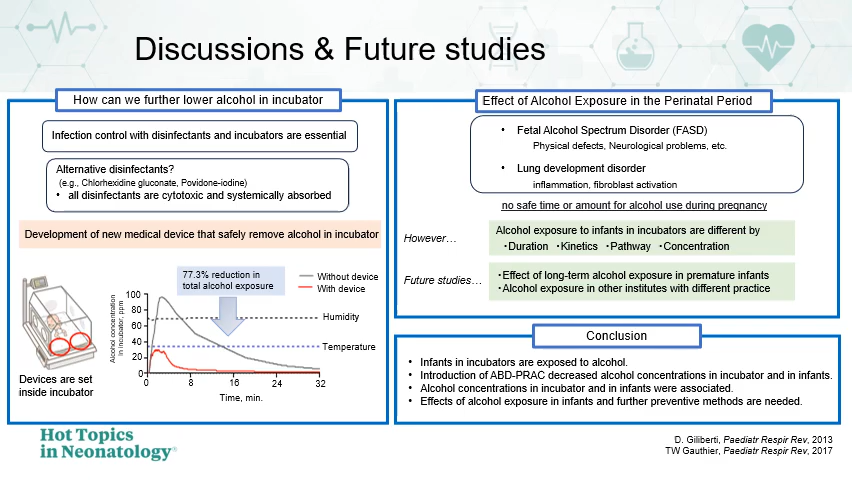 Discussions & Future studies
How can we further lower alcohol in incubator
Infection control with disinfectants and incubators are essential
Alternative disinfectants?
(e.g., Chlorhexidine gluconate, Povidone-iodine)
• all disinfectants are cytotoxic and systemically absorbed
Development of new medical device that safely remove alcohol in incubator
Devices are set
inside incubator
77.3% reduction in
total alcohol exposure
Without device
With device
Humidity
Temperature
Alcohol concentration
in Incubator, ppm
100
80
60
40
20
0
0 8 16 24 32
Time, min.
Effect of Alcohol Exposure in the Perinatal Period
• Fetal Alcohol Spectrum Disorder (FASD)
Physical defects, Neurological problems, etc.
• Lung development disorder
inflammation, fibroblast activation
no safe time or amount for alcohol use during pregnancy
However…
Alcohol exposure to infants in incubators are different by
・Duration ・Kinetics ・Pathway ・Concentration
Future studies…
・Effect of long-term alcohol exposure in premature infants
・Alcohol exposure in other institutes with different practice
Conclusion
• Infants in incubators are exposed to alcohol.
• Introduction of ABD-PRAC decreased alcohol concentrations in incubator and in infants.
• Alcohol concentrations in incubator and in infants were associated.
• Effects of alcohol exposure in infants and further preventive methods are needed.
Hot Topics
in Neonatology®
D. Giliberti, Paediatr Respir Rev, 2013
TW Gauthier, Paediatr Respir Rev, 2017